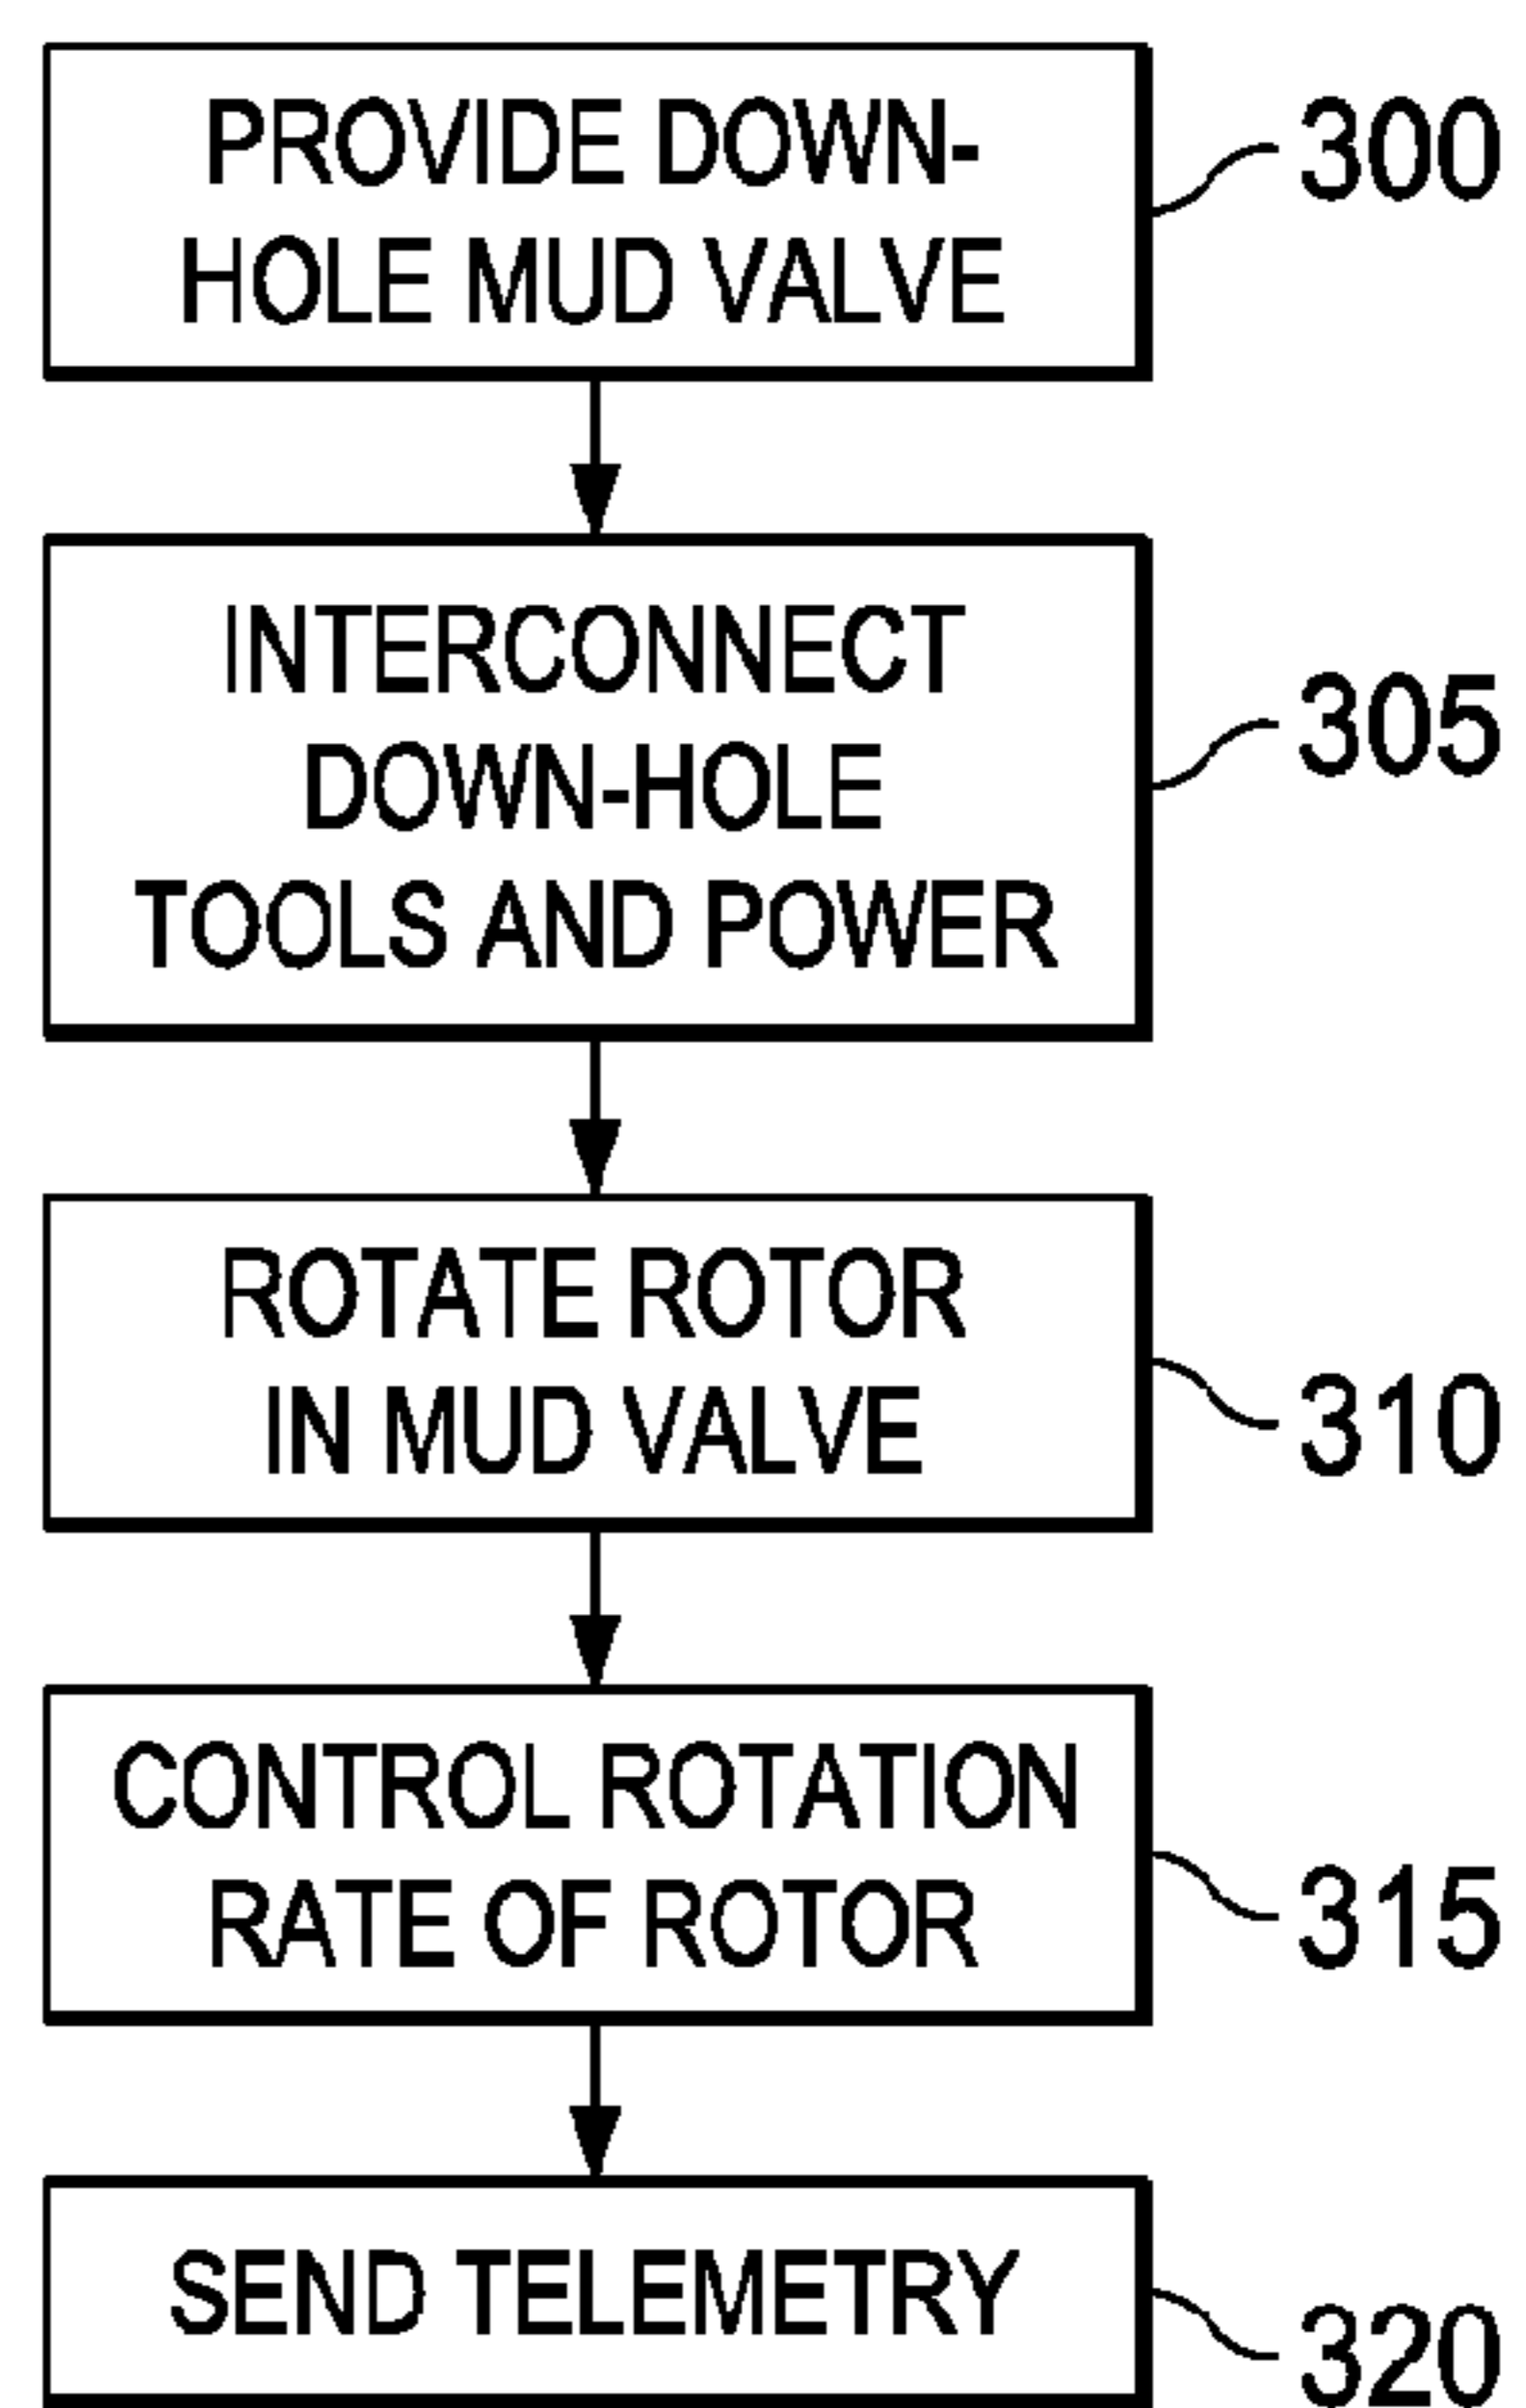 PROVIDE DOWN-
HOLE MUD VALVE
300
INTERCONNECT
DOWN-HOLE
TOOLS AND POWER
305
ROTATE ROTOR
IN MUD VALVE
310
CONTROL ROTATION
RATE OF ROTOR
315
SEND TELEMETRY
320